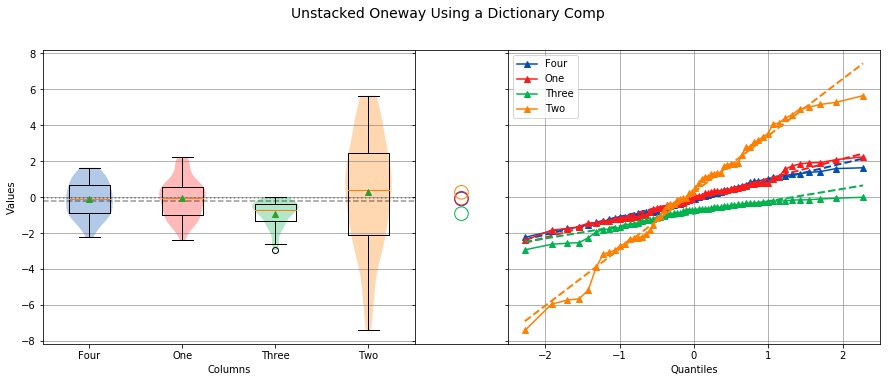 Unstacked Oneway Using a Dictionary Comp
Values
8
6
4
2
0
−2
−4
−6
−8
Four
One
Three
Two
Columns
Four
One
Three
Two
−2
−1
0
1
2
Quantiles